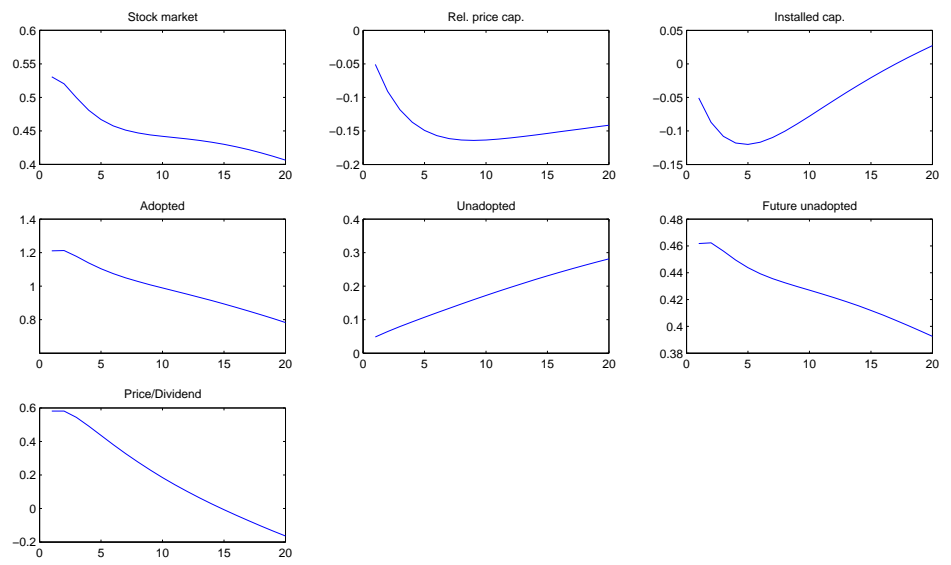 Stock market
0.6
0.55
0.5
0.45
0.4
0 5 10 15 20
Rel. price cap.
0
−0.05
−0.1
−0.15
−0.2
0 5 10 15 20
Installed cap.
0.05
0
−0.05
−0.1
−0.15
0 5 10 15 20
Adopted
1.4
1.2
1
0.8
0 5 10 15 20
Unadopted
0.4
0.3
0.2
0.1
0
0 5 10 15 20
Future unadopted
0.48
0.46
0.44
0.42
0.4
0.38
0 5 10 15 20
Price/Dividend
0.6
0.4
0.2
0
−0.2
0 5 10 15 20